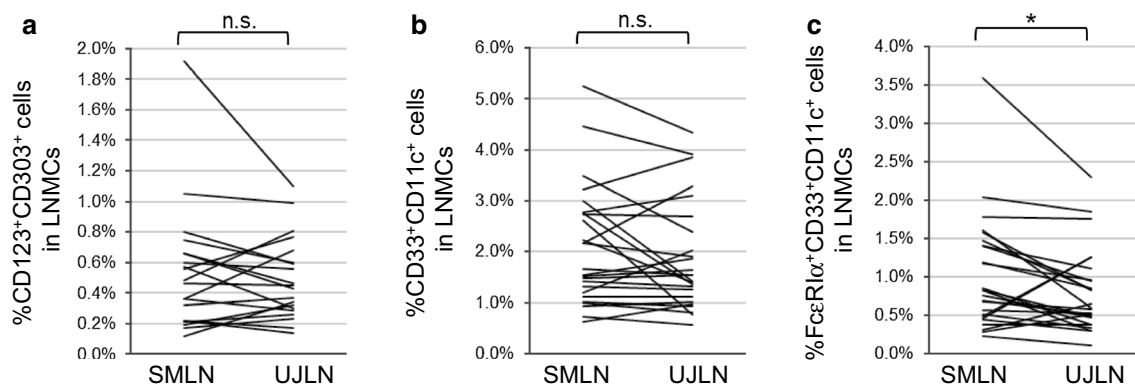 a
n.s.
%CD123⁺CD303⁺ cells
in LNMCs
2.0%
1.8%
1.6%
1.4%
1.2%
1.0%
0.8%
0.6%
0.4%
0.2%
0.0%
SMLN UJLN
b
n.s.
%CD33⁺CD11c⁺ cells
in LNMCs
6.0%
5.0%
4.0%
3.0%
2.0%
1.0%
0.0%
SMLN UJLN
c
*
%FcεRIα⁺CD33⁺CD11c⁺ cells
in LNMCs
4.0%
3.5%
3.0%
2.5%
2.0%
1.5%
1.0%
0.5%
0.0%
SMLN UJLN